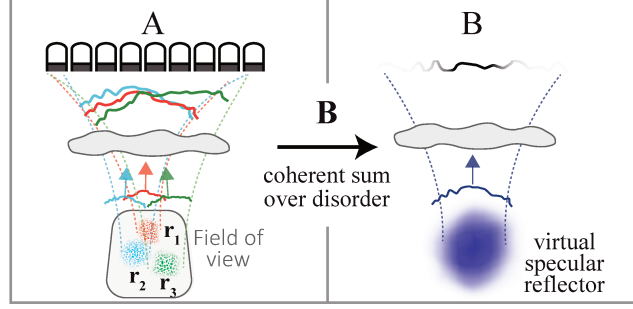 A
B
B
coherent sum
over disorder
r1
Field of
view
r2
r3
virtual
specular
reflector